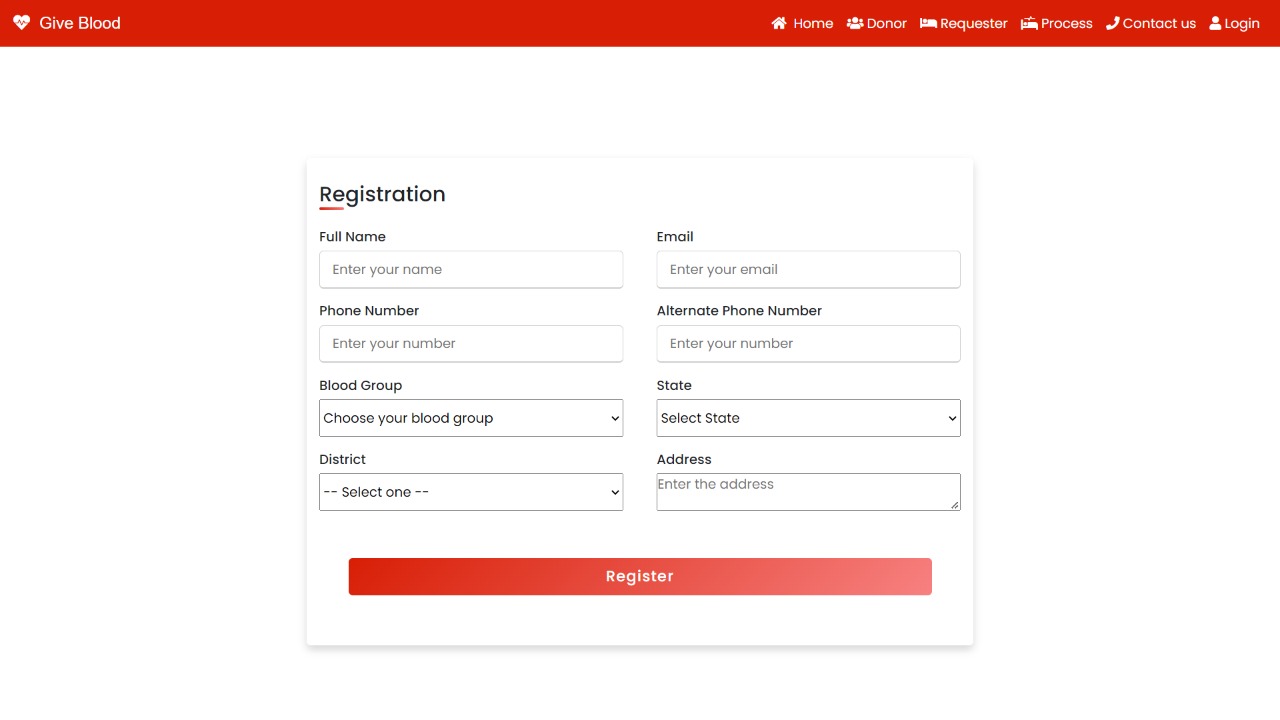 Give Blood
Home Donor Requester Process Contact us Login
Registration
Full Name
Email
Enter your name
Enter your email
Phone Number
Alternate Phone Number
Enter your number
Enter your number
Blood Group
State
Choose your blood group
Select State
District
Address
-- Select one --
Enter the address
Register